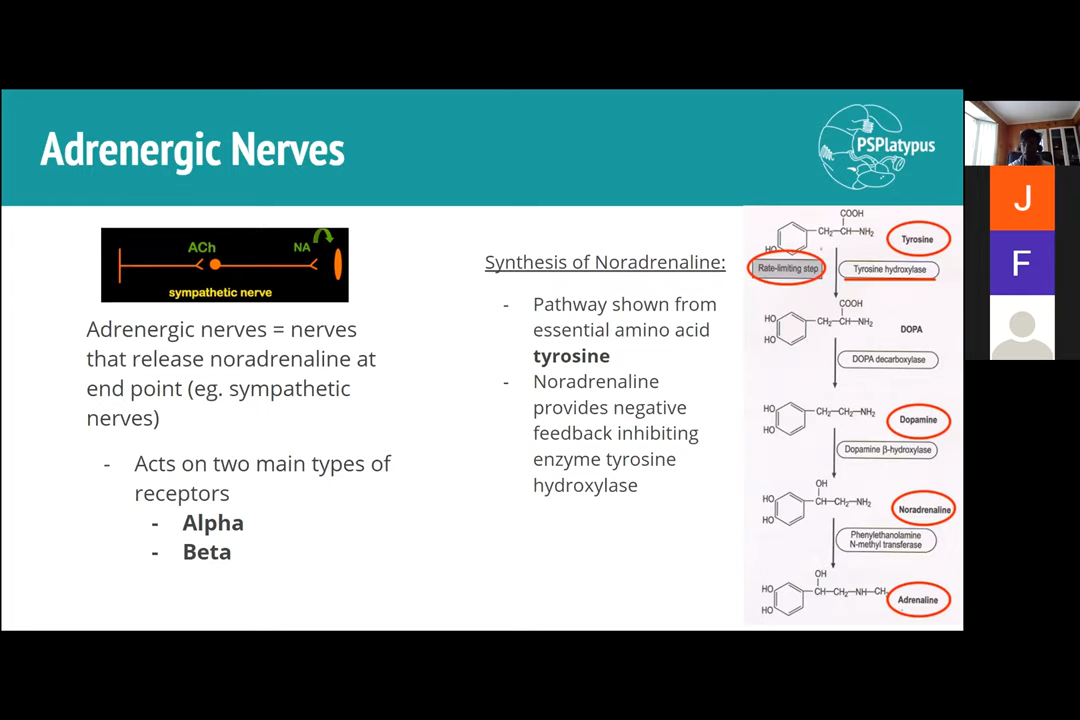 Adrenergic Nerves
PSPlatypus
ACh
NA
sympathetic nerve
Adrenergic nerves = nerves
that release noradrenaline at
end point (eg. sympathetic
nerves)
- Acts on two main types of
receptors
- Alpha
- Beta
Synthesis of Noradrenaline:
- Pathway shown from
essential amino acid
tyrosine
- Noradrenaline
provides negative
feedback inhibiting
enzyme tyrosine
hydroxylase
COOH
CH₂—CH—NH₂
HO
Tyrosine
Rate-limiting step
Tyrosine hydroxylase
COOH
HO
CH₂—CH—NH₂
HO
DOPA
DOPA decarboxylase
HO
CH₂—CH₂—NH₂
HO
Dopamine
Dopamine β-hydroxylase
OH
HO
CH—CH₂—NH₂
HO
Noradrenaline
Phenylethanolamine
N-methyl transferase
OH
HO
CH—CH₂—NH—CH
HO
Adrenaline
J
F